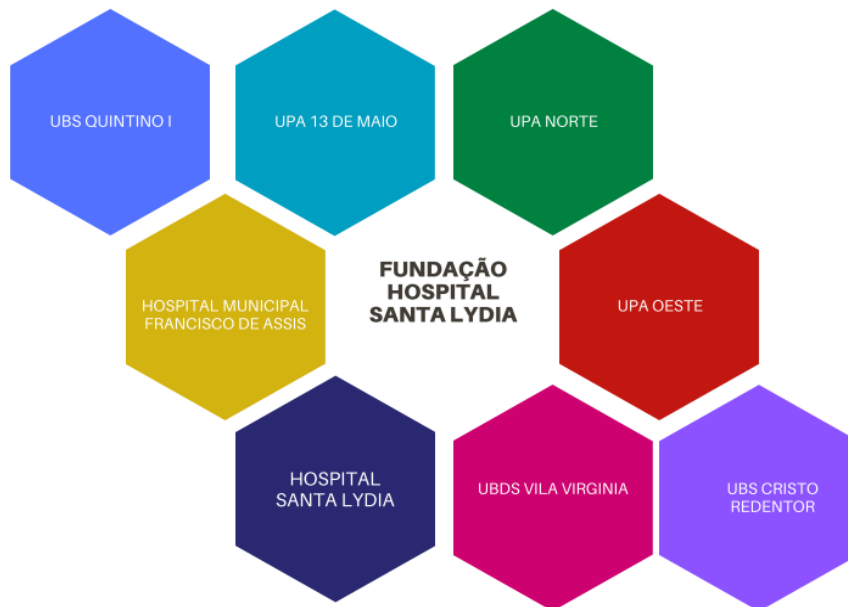 UBS QUINTINO I
UPA 13 DE MAIO
UPA NORTE
HOSPITAL MUNICIPAL
FRANCISCO DE ASSIS
FUNDAÇÃO
HOSPITAL
SANTA LYDIA
UPA OESTE
HOSPITAL
SANTA LYDIA
UBDS VILA VIRGINIA
UBS CRISTO
REDENTOR